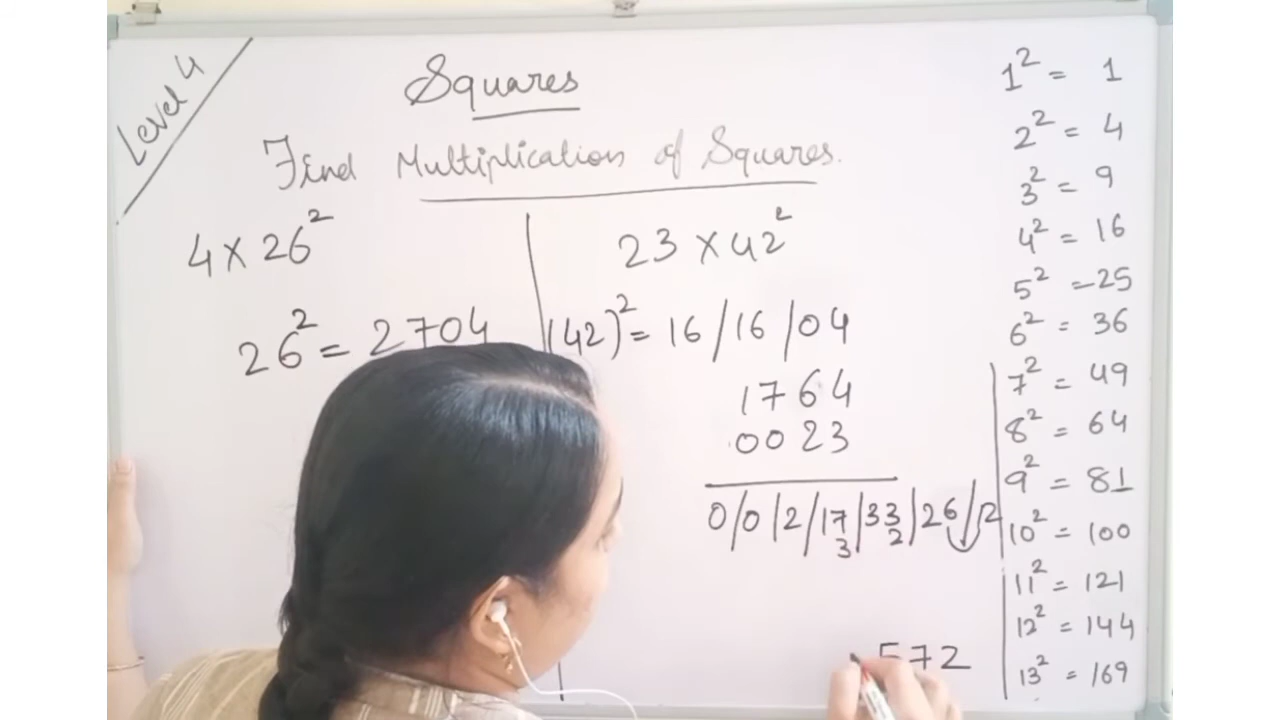 Level 4
Squares
Find Multiplication of Squares.
4 x 26²
26² = 2704
23 x 42²
(42)² = 16/16/04
1764
0023
0/0/2/17/33/26/12
3 2
572
1² = 1
2² = 4
3² = 9
4² = 16
5² = 25
6² = 36
7² = 49
8² = 64
9² = 81
10² = 100
11² = 121
12² = 144
13² = 169